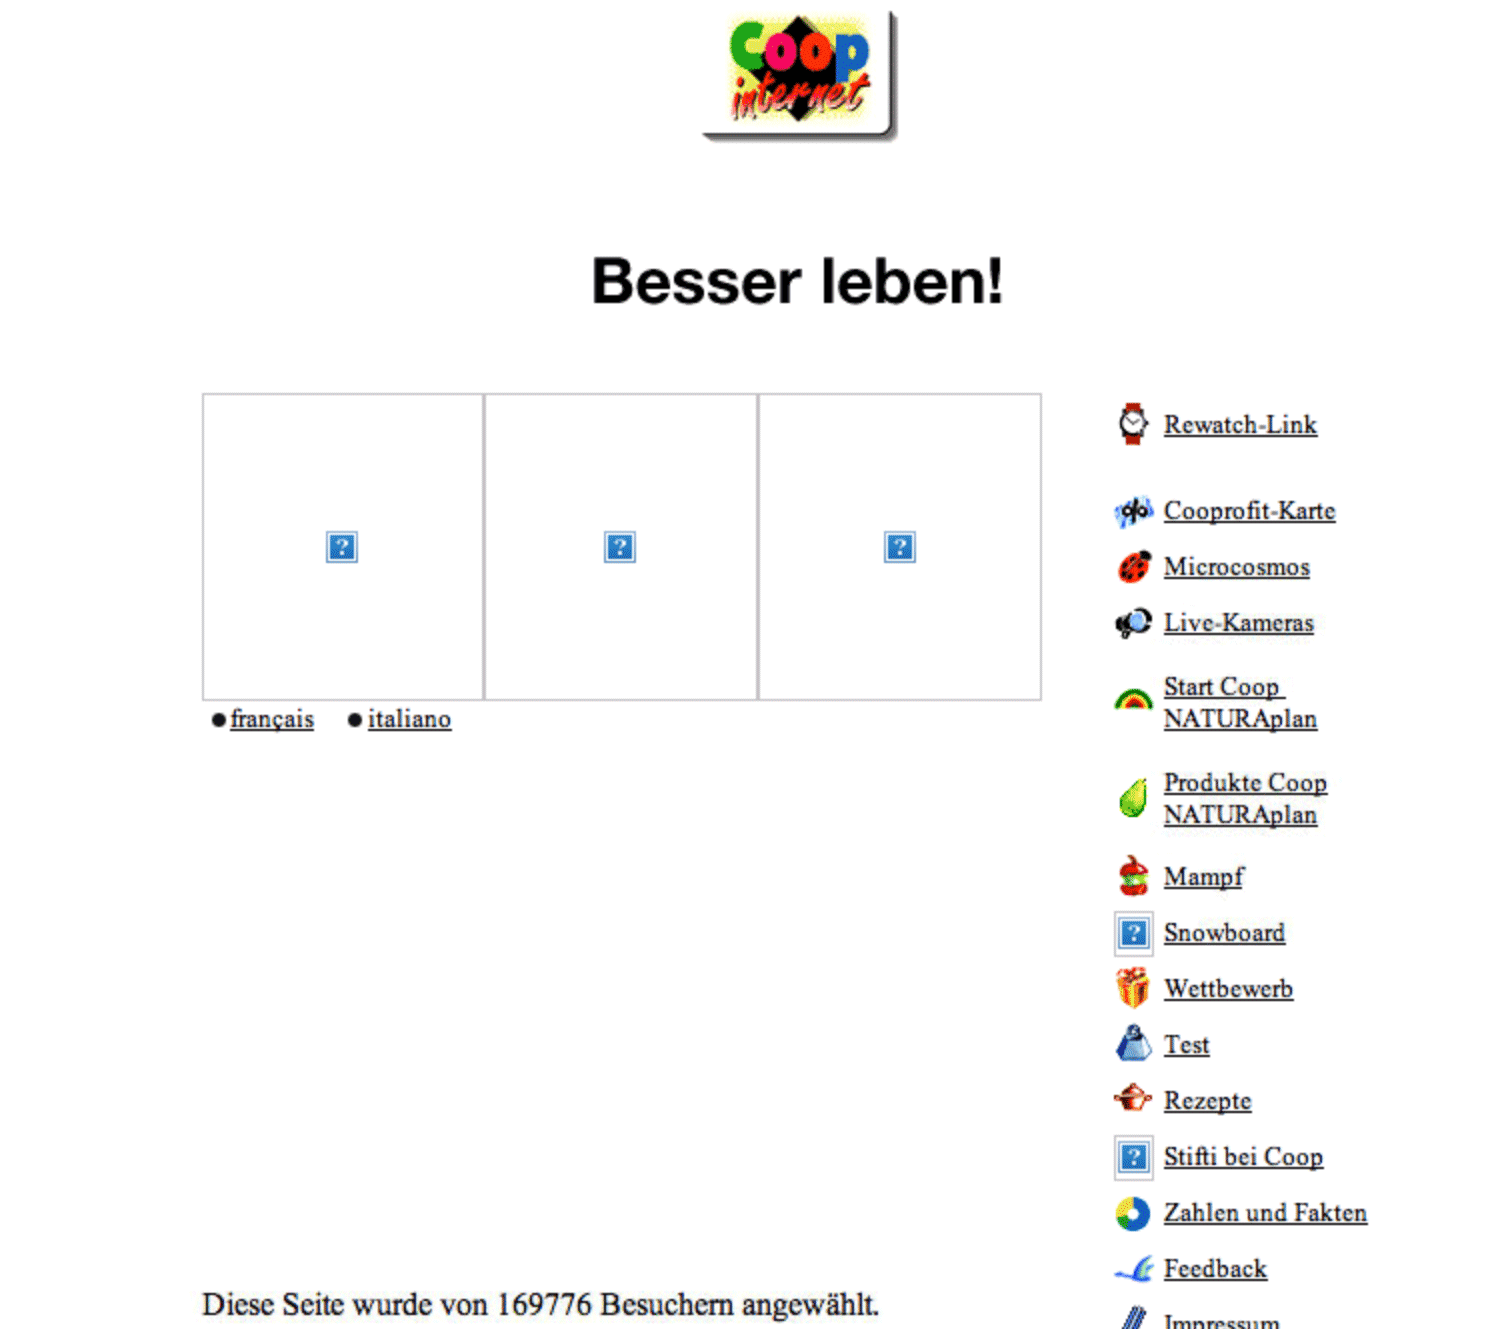 Coop
internet
Besser leben!
français
italiano
Rewatch-Link
Cooprofit-Karte
Microcosmos
Live-Kameras
Start Coop
NATURAplan
Produkte Coop
NATURAplan
Mampf
Snowboard
Wettbewerb
Test
Rezepte
Stifti bei Coop
Zahlen und Fakten
Feedback
Impressum
Diese Seite wurde von 169776 Besuchern angewählt.